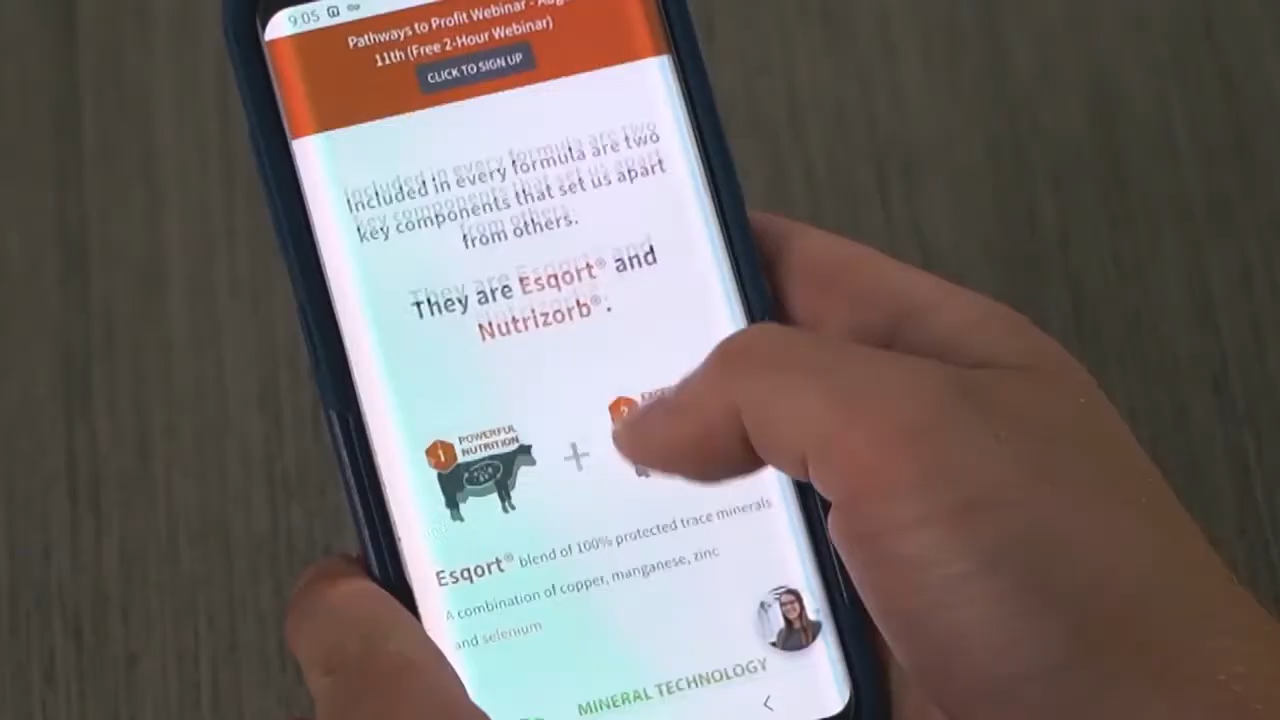 9:05
Pathways to Profit Webinar -
11th (Free 2-Hour Webinar)
CLICK TO SIGN UP
Included in every formula are two
key components that set us apart
from others.
They are Esqort® and
Nutrizorb®.
1
POWERFUL
NUTRITION
+
2
Esqort® blend of 100% protected trace minerals
A combination of copper, manganese, zinc
and selenium
MINERAL TECHNOLOGY